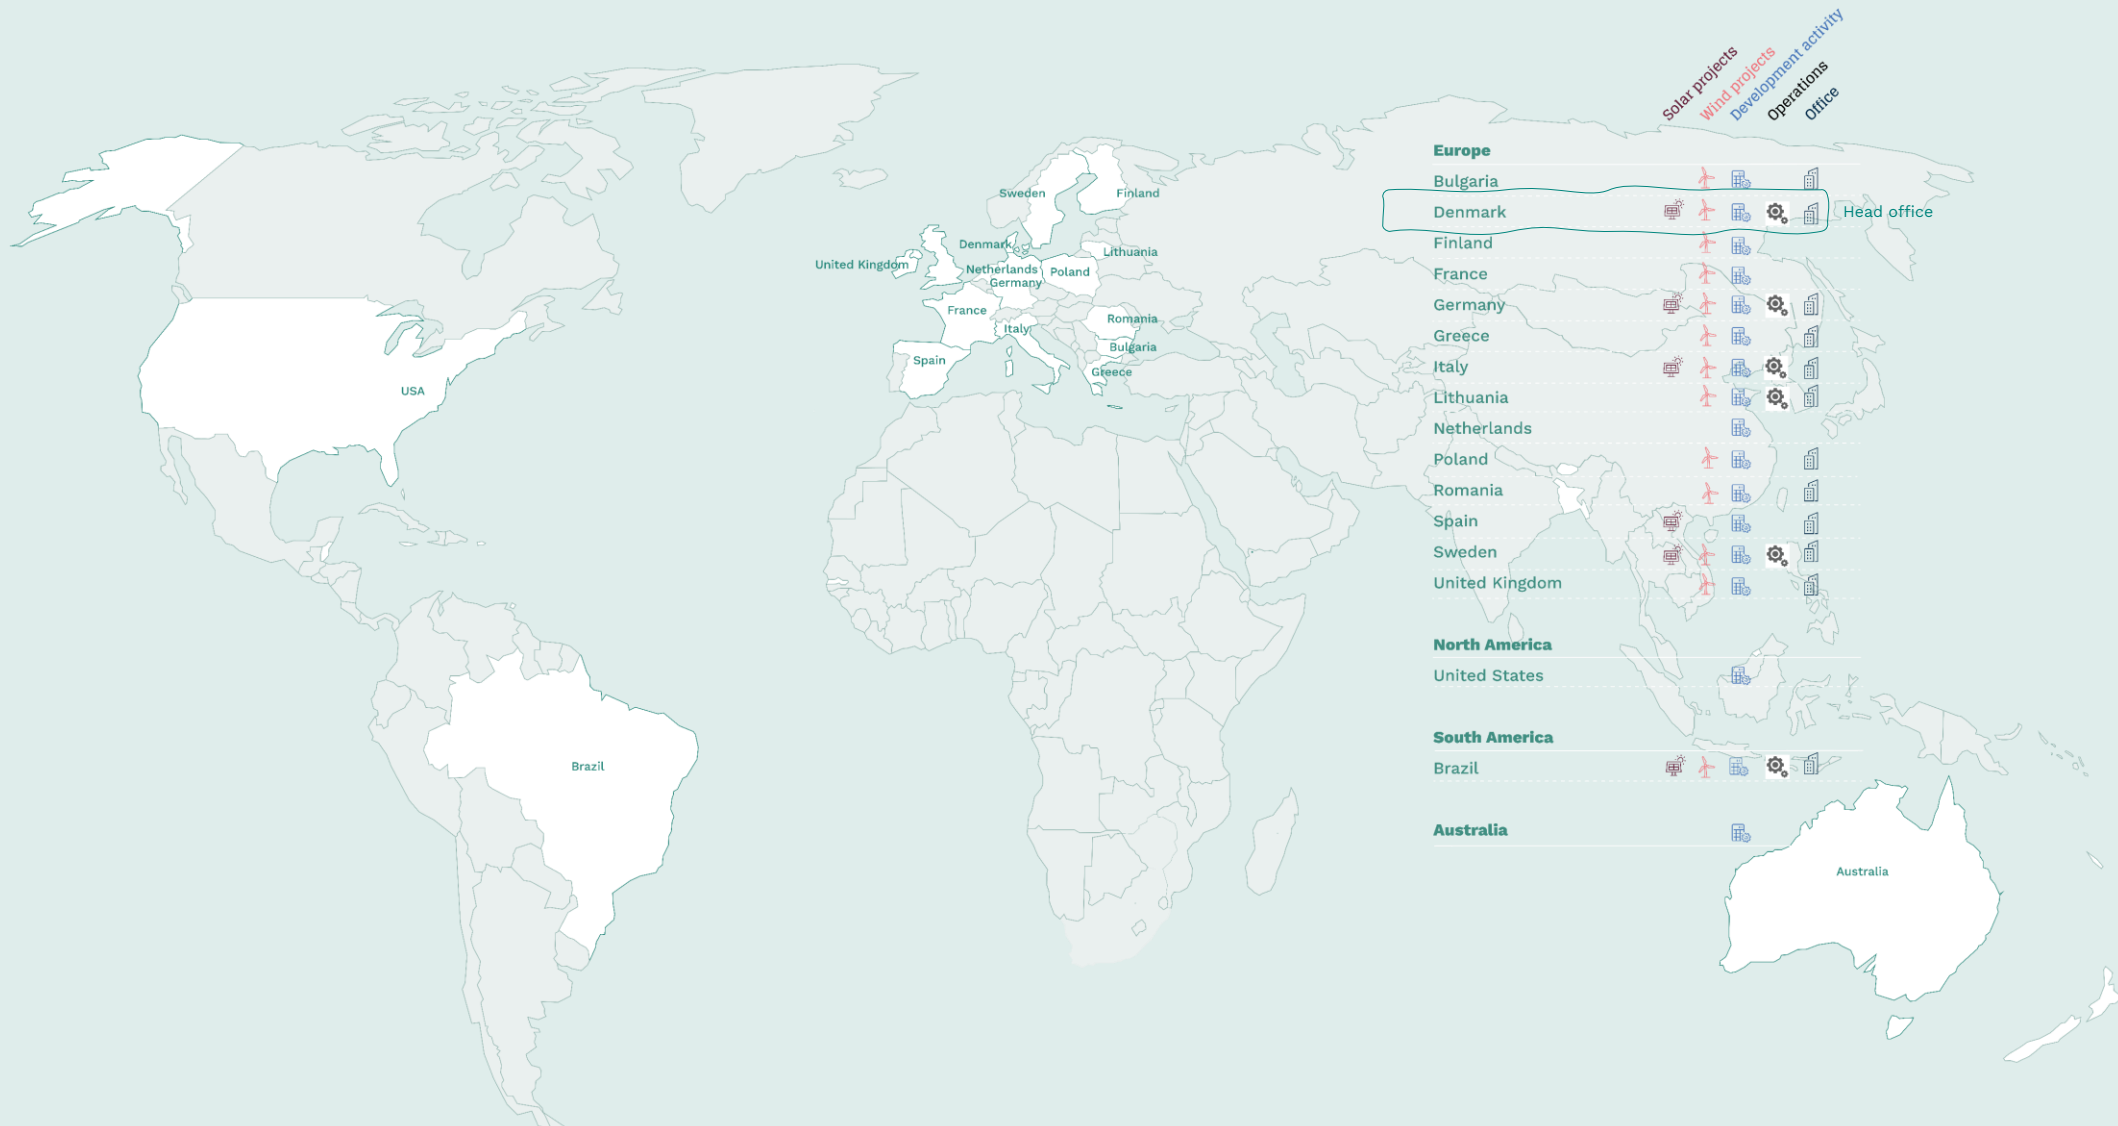 Solar projects
Wind projects
Development activity
Operations
Office
Europe
Bulgaria
Denmark
Head office
Finland
France
Germany
Greece
Italy
Lithuania
Netherlands
Poland
Romania
Spain
Sweden
United Kingdom
North America
United States
South America
Brazil
Australia
Sweden
Finland
Denmark
Lithuania
United Kingdom
Netherlands
Poland
Germany
France
Romania
Italy
Bulgaria
Spain
Greece
USA
Brazil
Australia